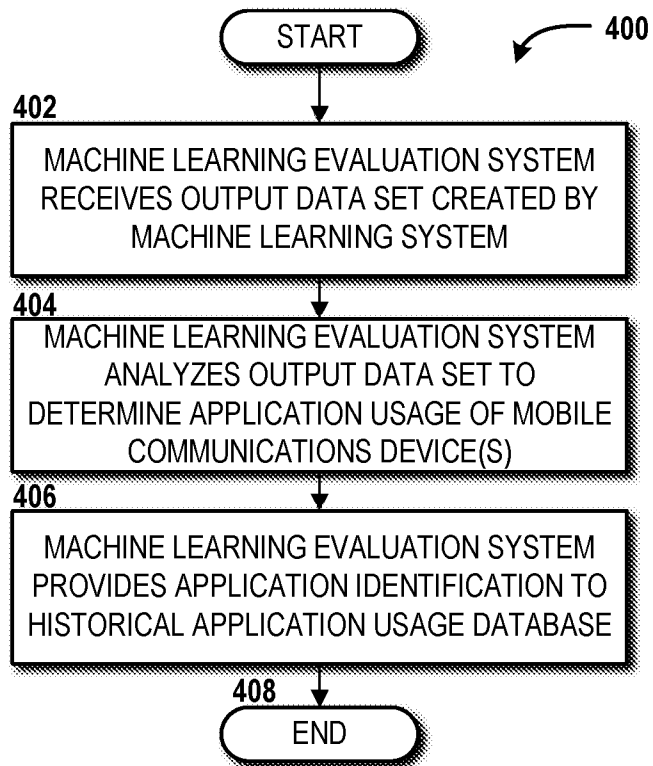 START
400
402
MACHINE LEARNING EVALUATION SYSTEM
RECEIVES OUTPUT DATA SET CREATED BY
MACHINE LEARNING SYSTEM
404
MACHINE LEARNING EVALUATION SYSTEM
ANALYZES OUTPUT DATA SET TO
DETERMINE APPLICATION USAGE OF MOBILE
COMMUNICATIONS DEVICE(S)
406
MACHINE LEARNING EVALUATION SYSTEM
PROVIDES APPLICATION IDENTIFICATION TO
HISTORICAL APPLICATION USAGE DATABASE
408
END